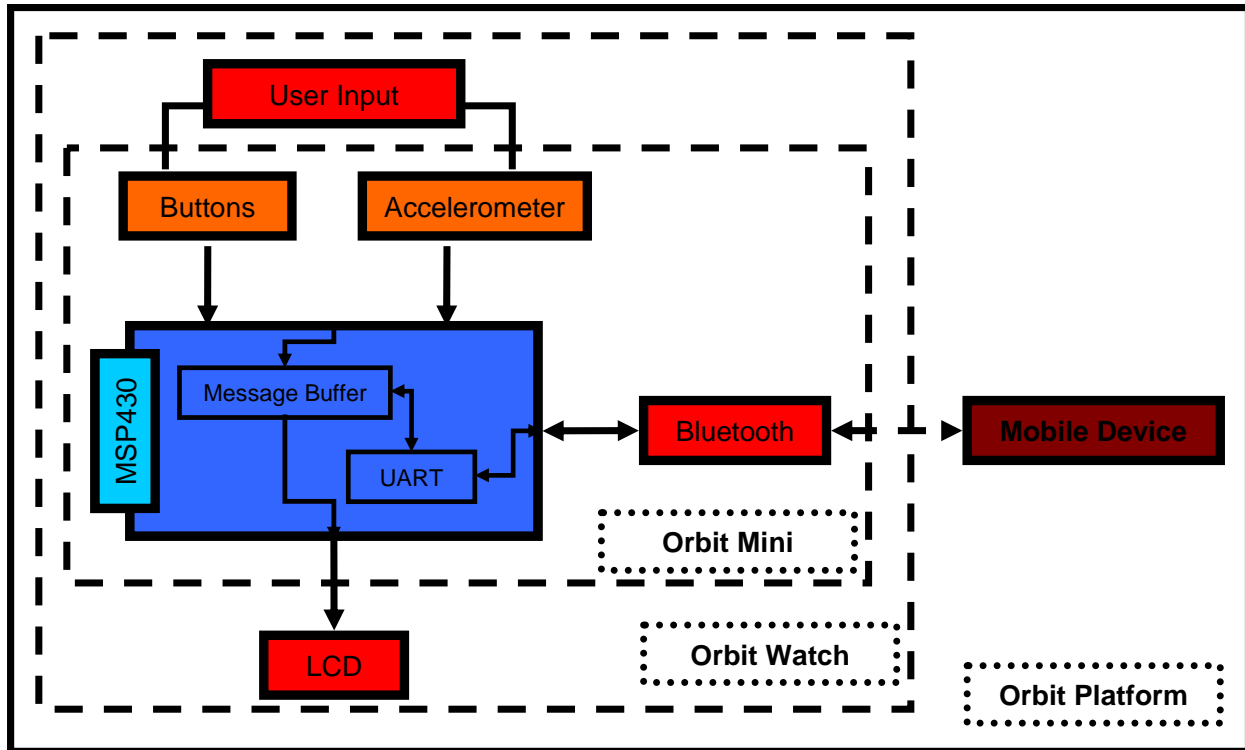 User Input
Buttons
Accelerometer
MSP430
Message Buffer
UART
Bluetooth
Mobile Device
Orbit Mini
LCD
Orbit Watch
Orbit Platform